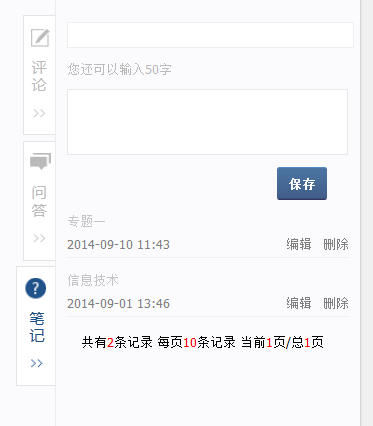 评论
>>
问答
>>
笔记
>>
您还可以输入50字
保存
专题一
2014-09-10 11:43 编辑 删除
信息技术
2014-09-01 13:46 编辑 删除
共有2条记录 每页10条记录 当前1页/总1页